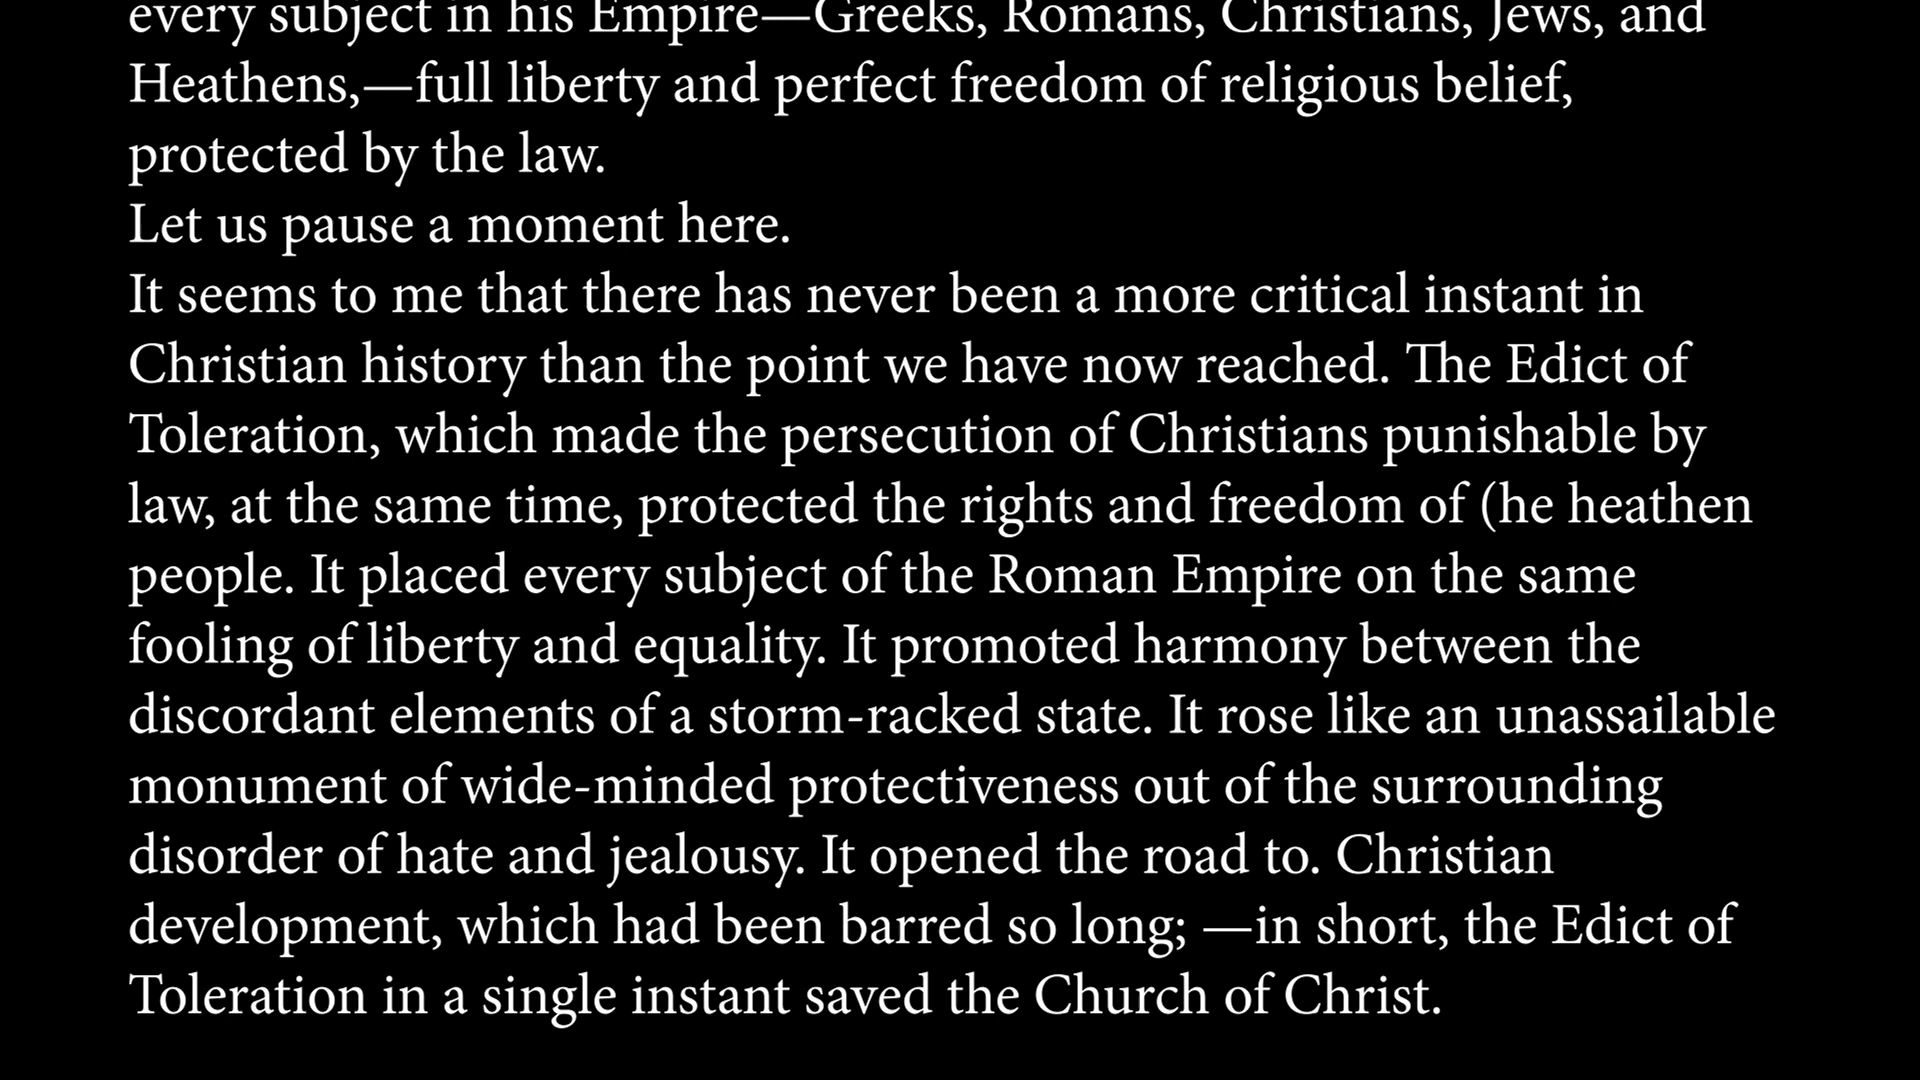 every subject in his Empire—Greeks, Romans, Christians, Jews, and
Heathens,—full liberty and perfect freedom of religious belief,
protected by the law.
Let us pause a moment here.
It seems to me that there has never been a more critical instant in
Christian history than the point we have now reached. The Edict of
Toleration, which made the persecution of Christians punishable by
law, at the same time, protected the rights and freedom of (he heathen
people. It placed every subject of the Roman Empire on the same
fooling of liberty and equality. It promoted harmony between the
discordant elements of a storm-racked state. It rose like an unassailable
monument of wide-minded protectiveness out of the surrounding
disorder of hate and jealousy. It opened the road to. Christian
development, which had been barred so long; —in short, the Edict of
Toleration in a single instant saved the Church of Christ.